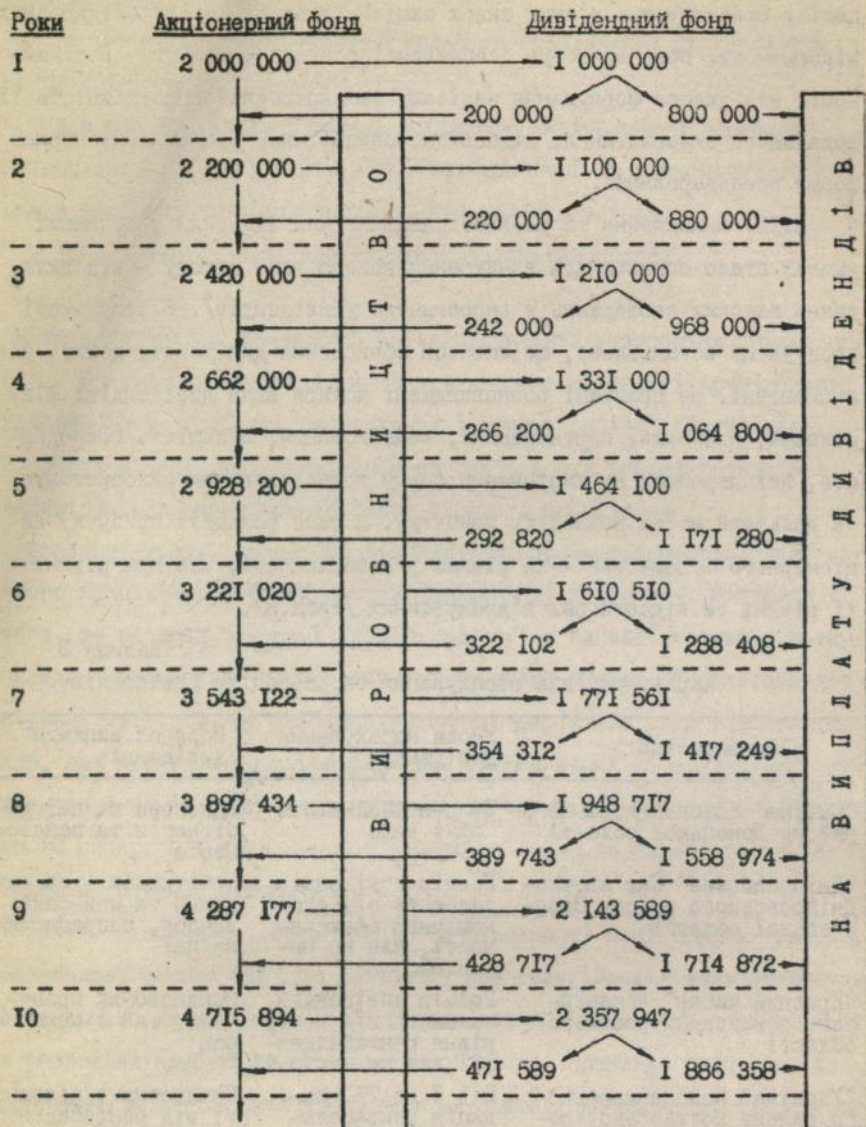 Роки Акціонерний фонд Дивідендний фонд
I 2 000 000 I 000 000
200 000 800 000
2 2 200 000 I I00 000
220 000 880 000
3 2 420 000 I 2I0 000
242 000 968 000
4 2 662 000 I 33I 000
266 200 I 064 800
5 2 928 200 I 464 I00
292 820 I I7I 280
6 3 22I 020 I 6I0 5I0
322 I02 I 288 408
7 3 543 I22 I 77I 56I
354 3I2 I 4I7 249
8 3 897 434 I 948 7I7
389 743 I 558 974
9 4 287 I77 2 I43 589
428 7I7 I 7I4 872
I0 4 7I5 894 2 357 947
47I 589 I 886 358
ВИРОБНИЦТВО
НА ВИПЛАТУ ДИВІДЕНДІВ